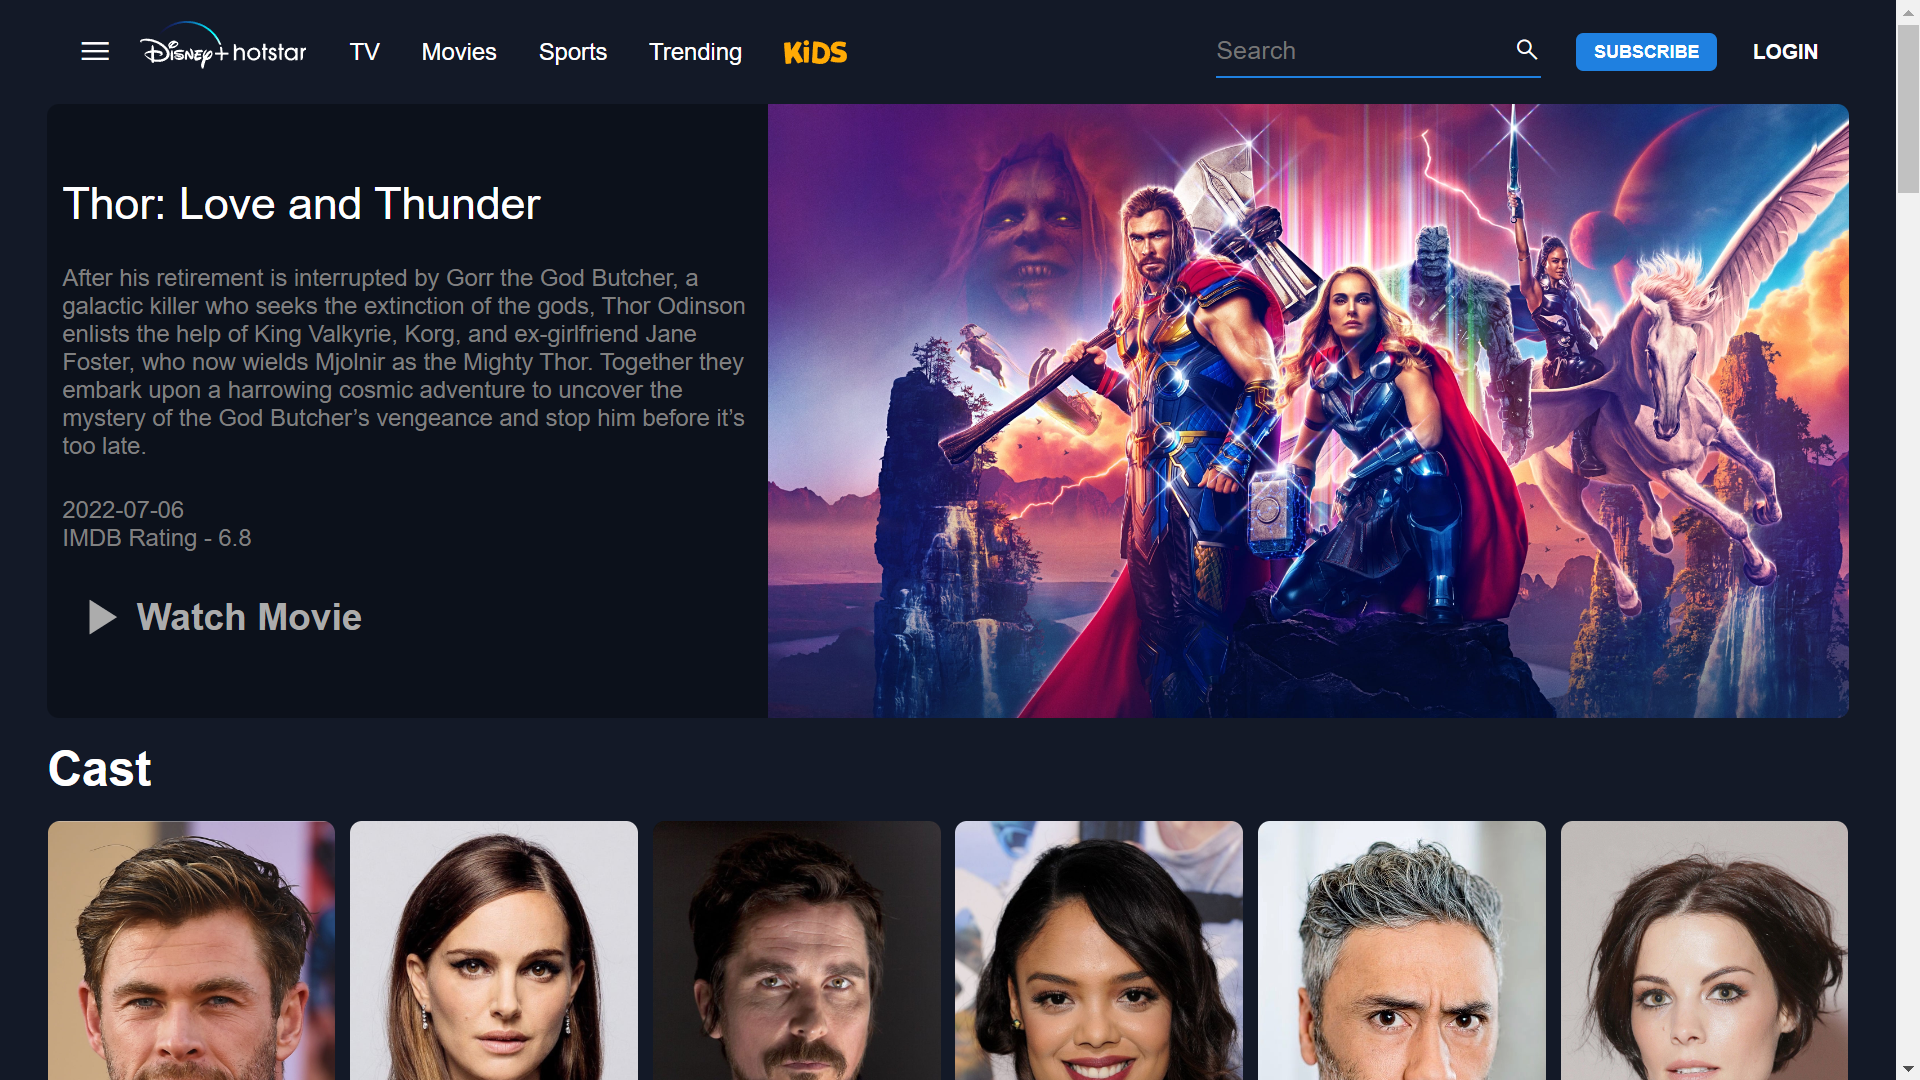 Disney+ hotstar TV Movies Sports Trending KiDS Search SUBSCRIBE LOGIN
Thor: Love and Thunder
After his retirement is interrupted by Gorr the God Butcher, a
galactic killer who seeks the extinction of the gods, Thor Odinson
enlists the help of King Valkyrie, Korg, and ex-girlfriend Jane
Foster, who now wields Mjolnir as the Mighty Thor. Together they
embark upon a harrowing cosmic adventure to uncover the
mystery of the God Butcher’s vengeance and stop him before it’s
too late.
2022-07-06
IMDB Rating - 6.8
Watch Movie
Cast